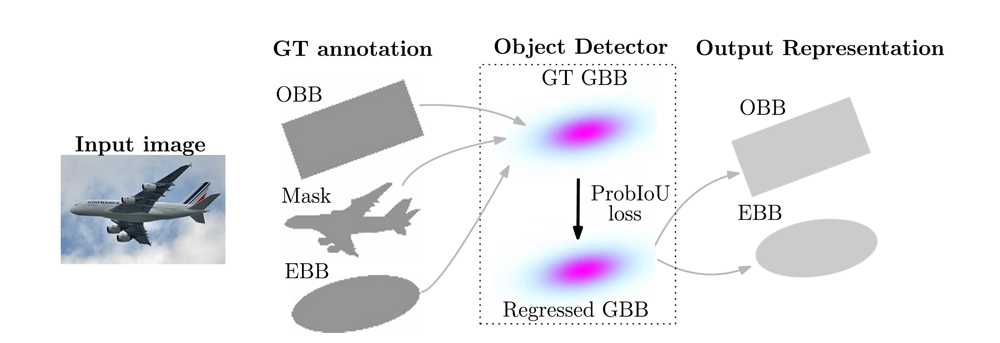 Input image
AIRFRANCE
GT annotation
OBB
Mask
EBB
Object Detector
GT GBB
ProbIoU
loss
Regressed GBB
Output Representation
OBB
EBB